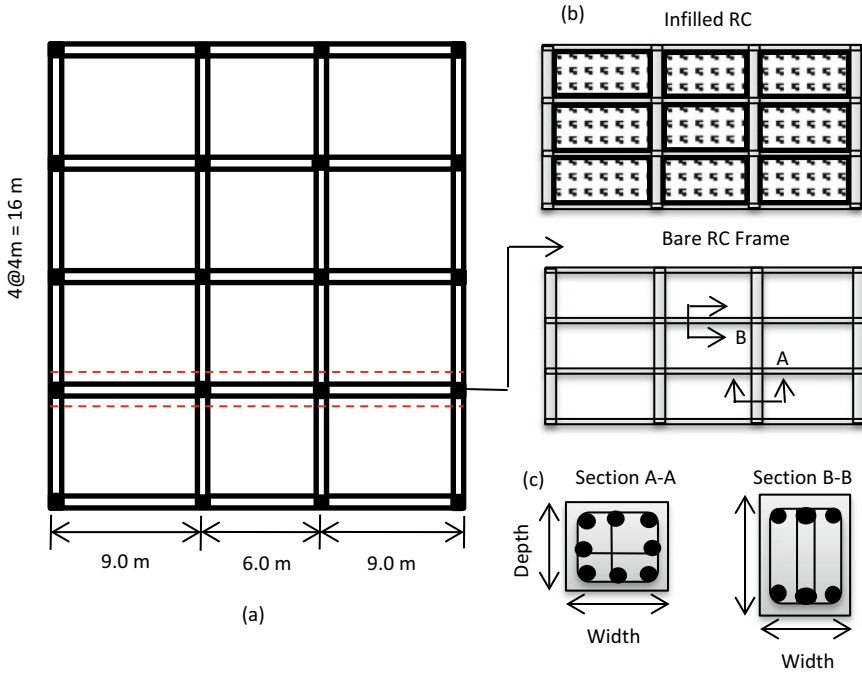 4@4m = 16 m
9.0 m
6.0 m
9.0 m
(a)
(b)
Infilled RC
Bare RC Frame
B
A
(c)
Section A-A
Section B-B
Depth
Width
Width